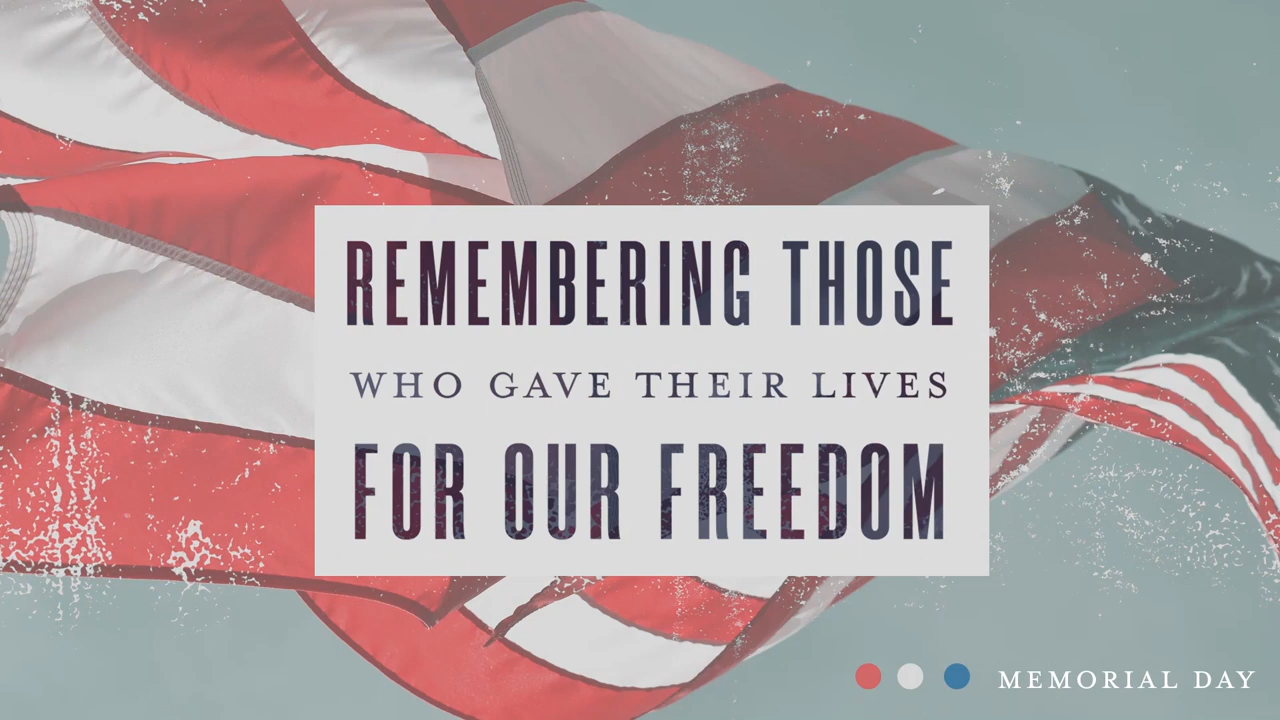 REMEMBERING THOSE
WHO GAVE THEIR LIVES
FOR OUR FREEDOM
MEMORIAL DAY